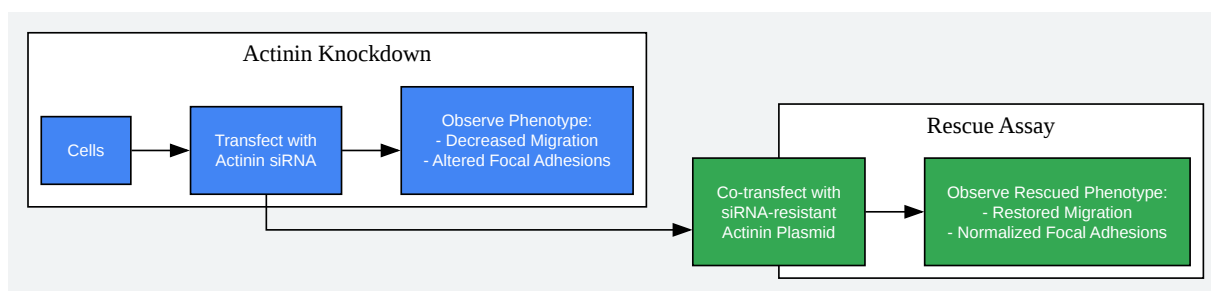 Actinin Knockdown
Cells
Transfect with
Actinin siRNA
Observe Phenotype:
- Decreased Migration
- Altered Focal Adhesions
Rescue Assay
Co-transfect with
siRNA-resistant
Actinin Plasmid
Observe Rescued Phenotype:
- Restored Migration
- Normalized Focal Adhesions